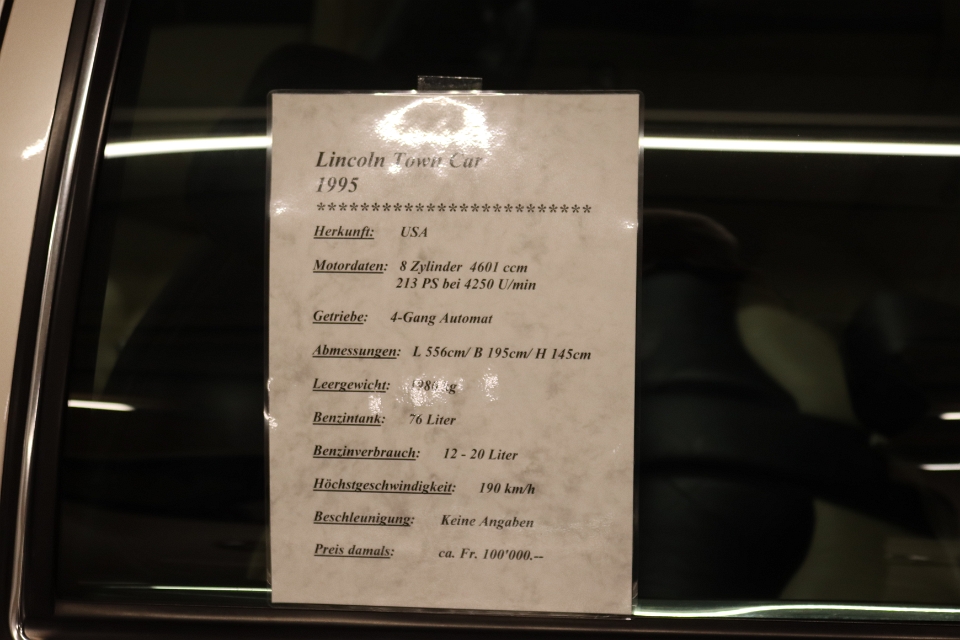 Lincoln Town Car
1995
*************************
Herkunft: USA
Motordaten: 8 Zylinder 4601 ccm
213 PS bei 4250 U/min
Getriebe: 4-Gang Automat
Abmessungen: L 556cm/ B 195cm/ H 145cm
Leergewicht: 1980 kg
Benzintank: 76 Liter
Benzinverbrauch: 12 - 20 Liter
Höchstgeschwindigkeit: 190 km/h
Beschleunigung: Keine Angaben
Preis damals: ca. Fr. 100'000.--